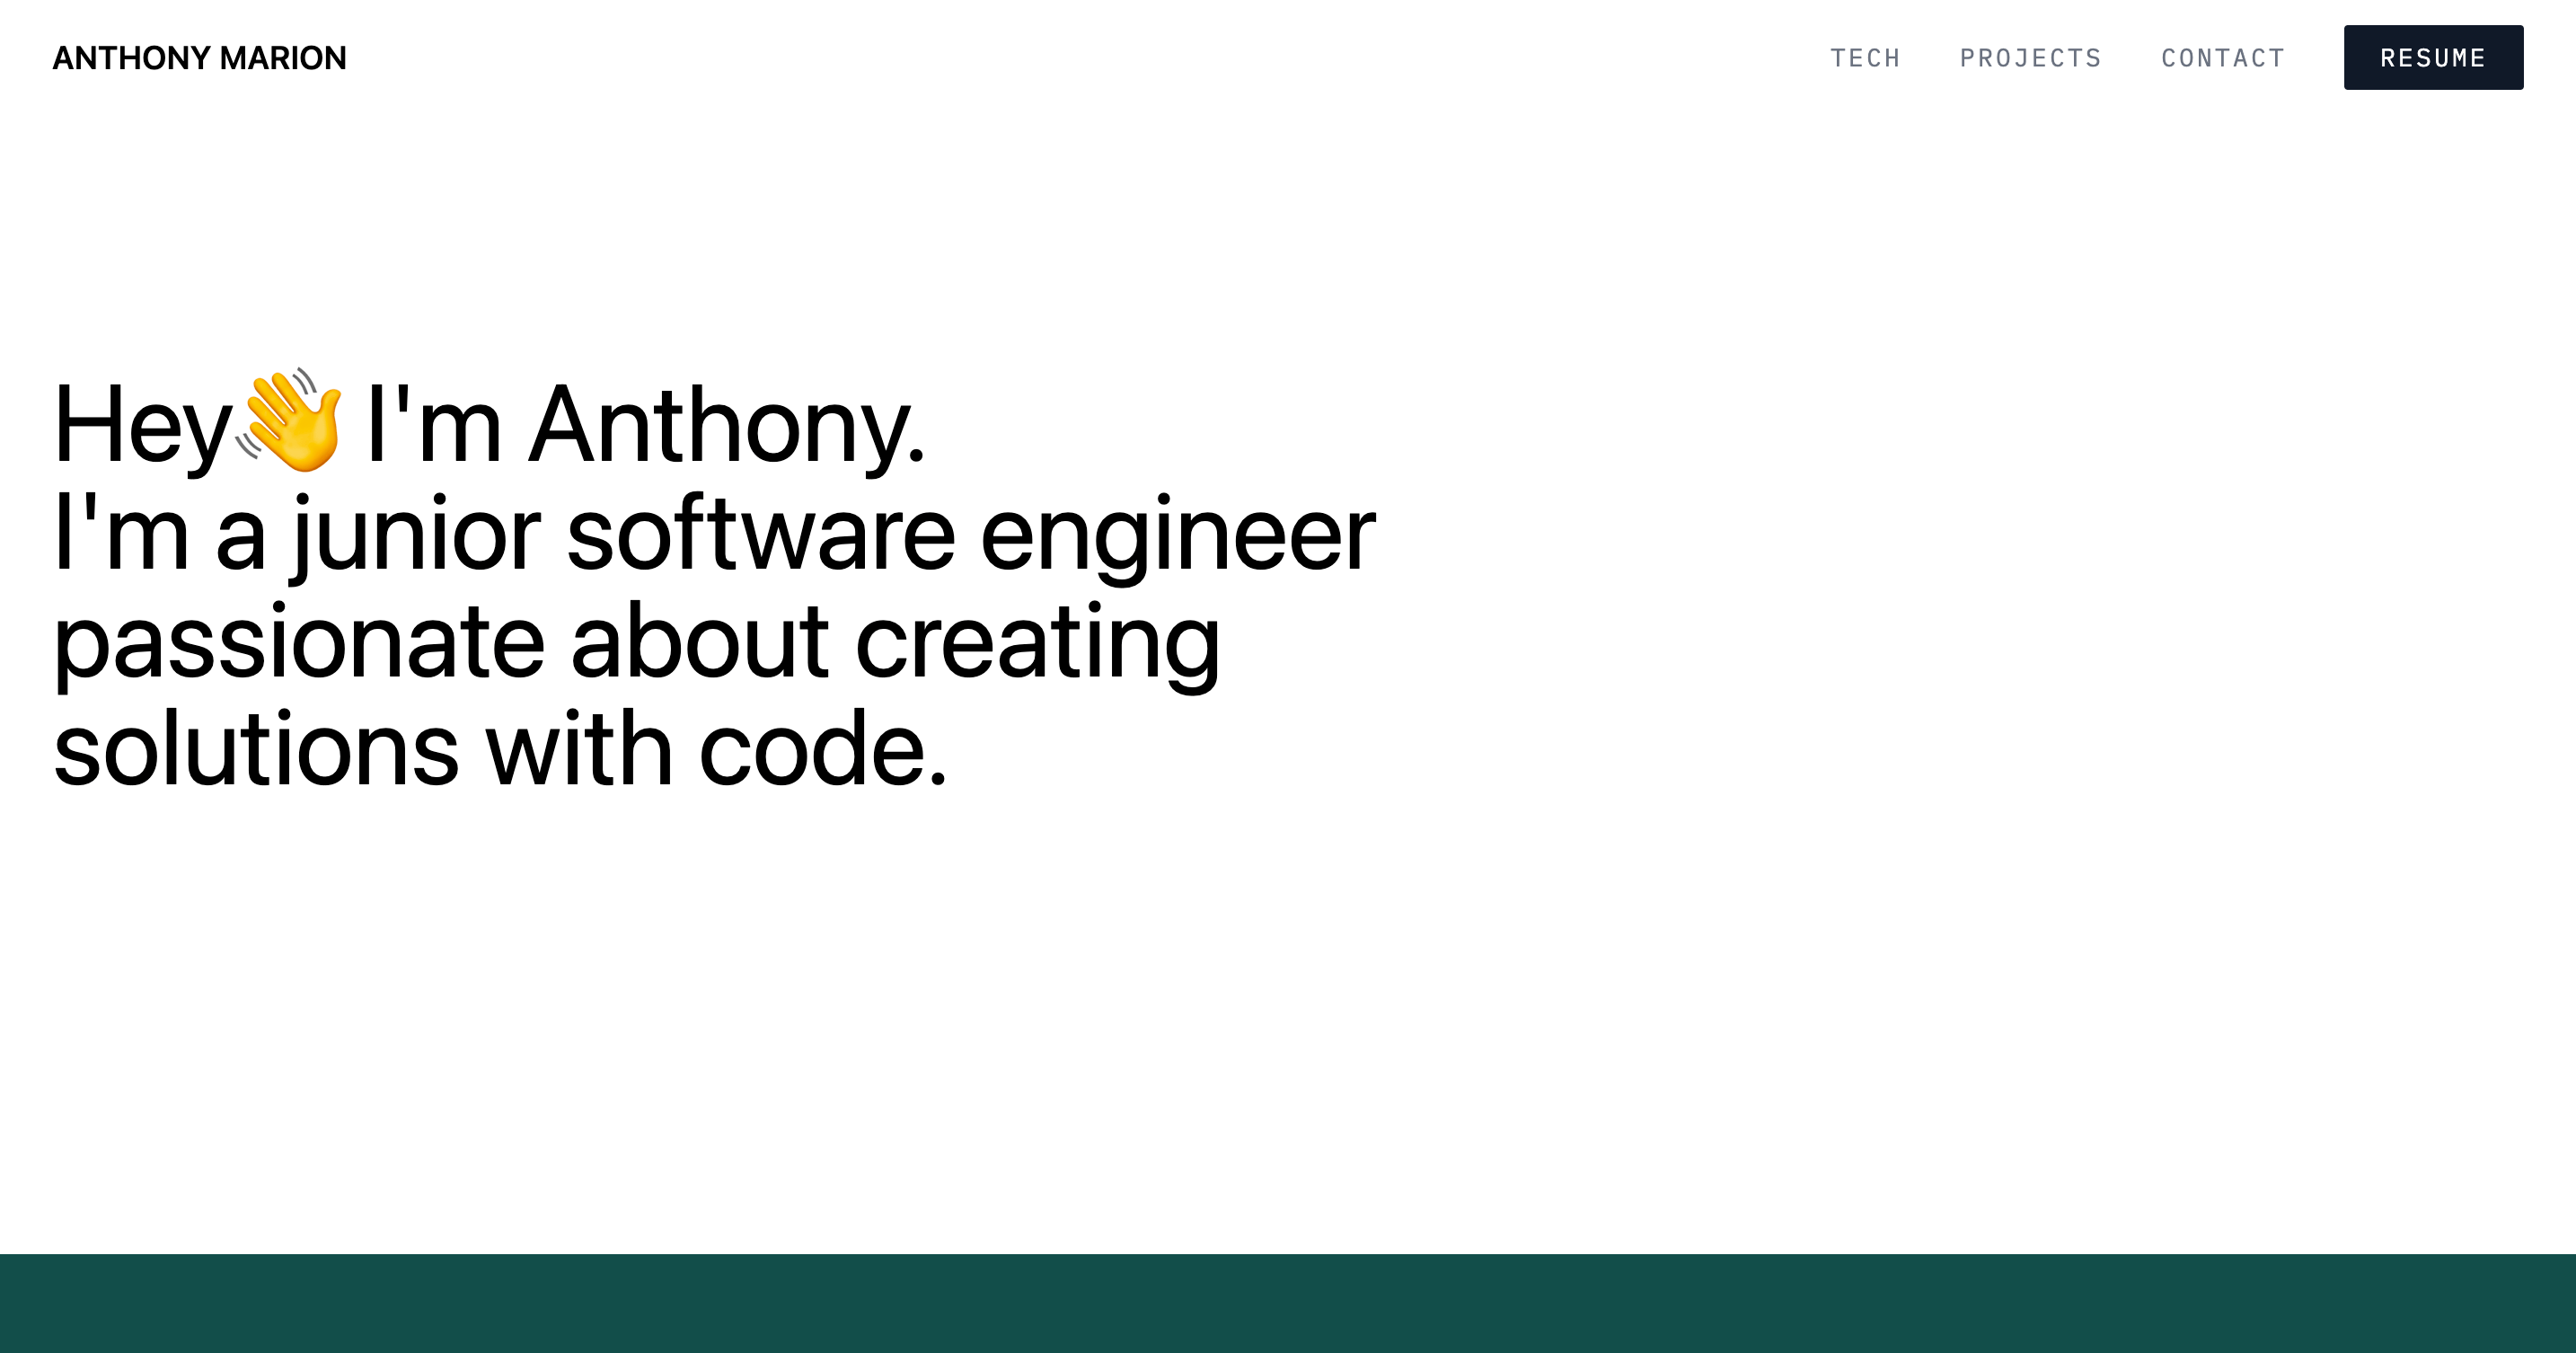 ANTHONY MARION
TECH PROJECTS CONTACT RESUME
Hey👋 I'm Anthony.
I'm a junior software engineer
passionate about creating
solutions with code.